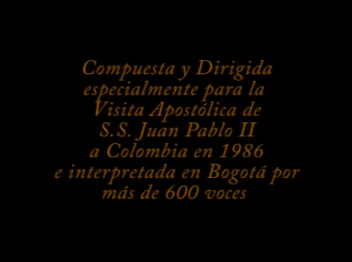 Compuesta y Dirigida
especialmente para la
Visita Apostólica de
S.S. Juan Pablo II
a Colombia en 1986
e interpretada en Bogotá por
más de 600 voces